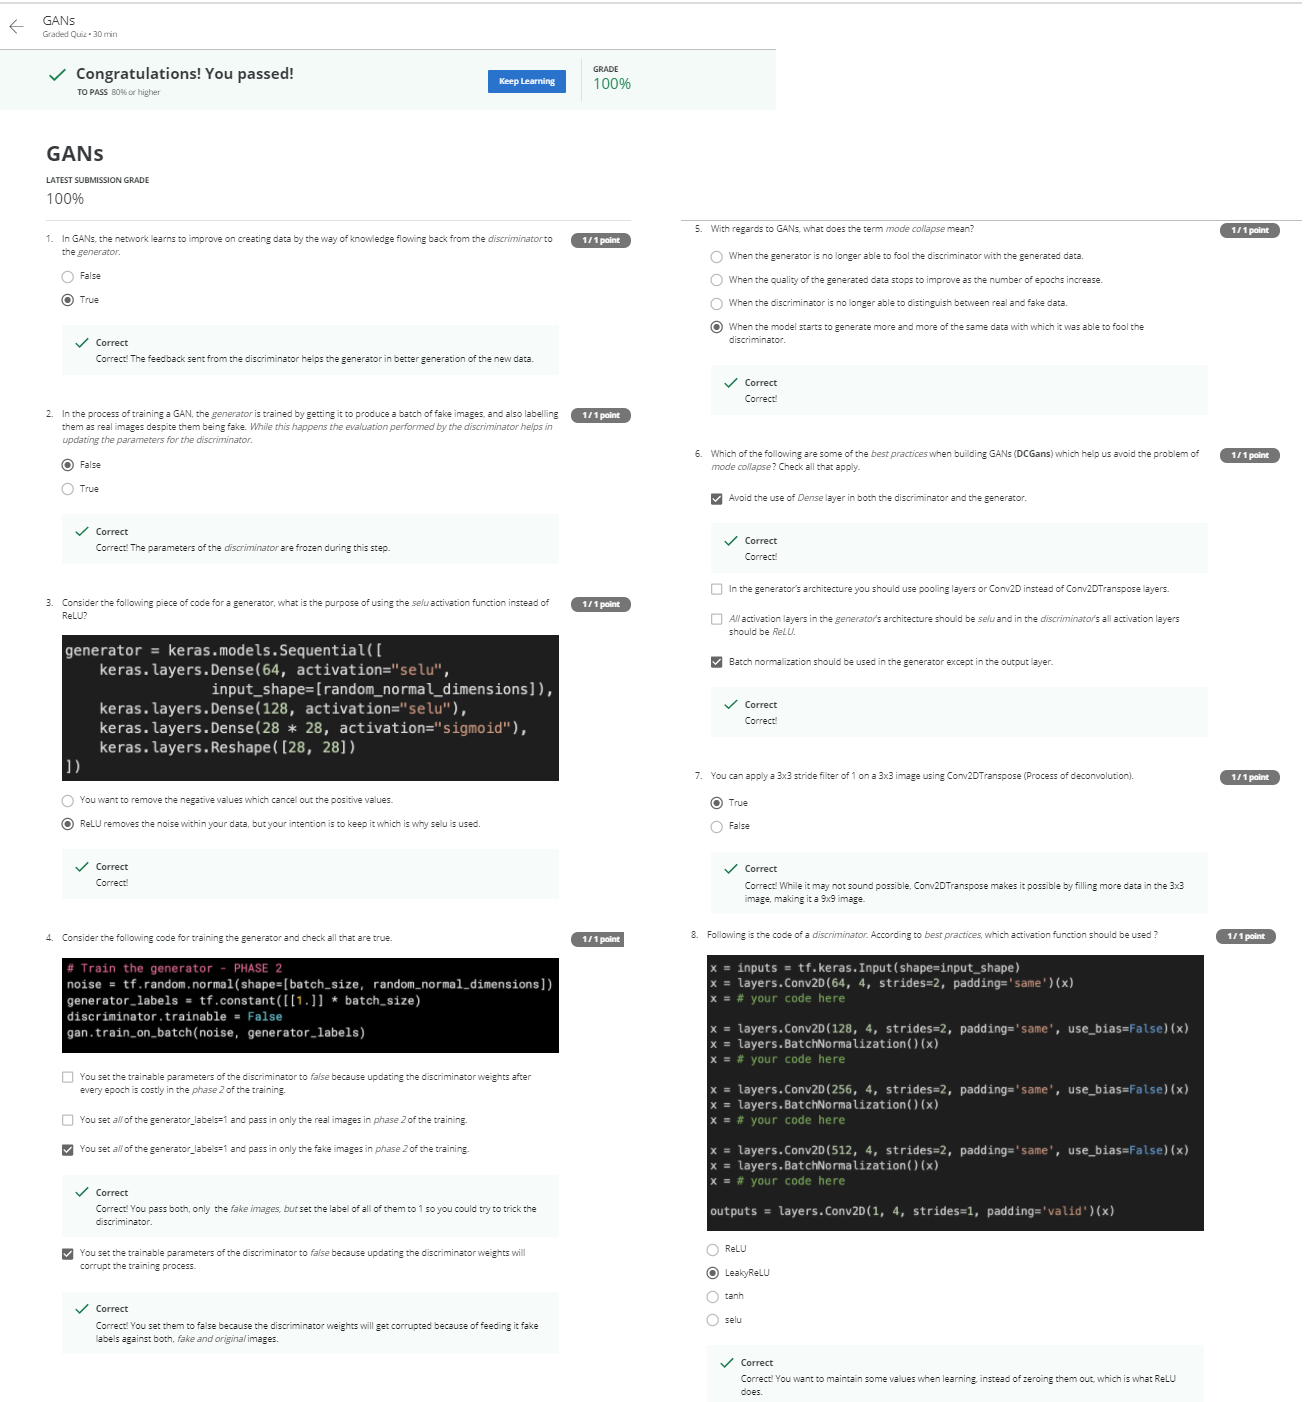 GANs
Graded Quiz • 30 min
Congratulations! You passed!
TO PASS 80% or higher
Keep Learning
GRADE
100%
GANs
LATEST SUBMISSION GRADE
100%
1. In GANs, the network learns to improve on creating data by the way of knowledge flowing back from the discriminator to
the generator.
1 / 1 point
False
True
Correct
Correct! The feedback sent from the discriminator helps the generator in better generation of the new data.
2. In the process of training a GAN, the generator is trained by getting it to produce a batch of fake images, and also labelling
them as real images despite them being fake. While this happens the evaluation performed by the discriminator helps in
updating the parameters for the discriminator.
1 / 1 point
False
True
Correct
Correct! The parameters of the discriminator are frozen during this step.
3. Consider the following piece of code for a generator, what is the purpose of using the selu activation function instead of
ReLU?
1 / 1 point
generator = keras.models.Sequential([
keras.layers.Dense(64, activation="selu",
input_shape=[random_normal_dimensions]),
keras.layers.Dense(128, activation="selu"),
keras.layers.Dense(28 * 28, activation="sigmoid"),
keras.layers.Reshape([28, 28])
])
You want to remove the negative values which cancel out the positive values.
ReLU removes the noise within your data, but your intention is to keep it which is why selu is used.
Correct
Correct!
4. Consider the following code for training the generator and check all that are true.
1 / 1 point
# Train the generator - PHASE 2
noise = tf.random.normal(shape=[batch_size, random_normal_dimensions])
generator_labels = tf.constant([[1.]] * batch_size)
discriminator.trainable = False
gan.train_on_batch(noise, generator_labels)
You set the trainable parameters of the discriminator to false because updating the discriminator weights after
every epoch is costly in the phase 2 of the training.
You set all of the generator_labels=1 and pass in only the real images in phase 2 of the training.
You set all of the generator_labels=1 and pass in only the fake images in phase 2 of the training.
Correct
Correct! You pass both, only the fake images, but set the label of all of them to 1 so you could try to trick the
discriminator.
You set the trainable parameters of the discriminator to false because updating the discriminator weights will
corrupt the training process.
Correct
Correct! You set them to false because the discriminator weights will get corrupted because of feeding it fake
labels against both, fake and original images.
5. With regards to GANs, what does the term mode collapse mean?
1 / 1 point
When the generator is no longer able to fool the discriminator with the generated data.
When the quality of the generated data stops to improve as the number of epochs increase.
When the discriminator is no longer able to distinguish between real and fake data.
When the model starts to generate more and more of the same data with which it was able to fool the
discriminator.
Correct
Correct!
6. Which of the following are some of the best practices when building GANs (DCGans) which help us avoid the problem of
mode collapse? Check all that apply.
1 / 1 point
Avoid the use of Dense layer in both the discriminator and the generator.
Correct
Correct!
In the generator's architecture you should use pooling layers or Conv2D instead of Conv2DTranspose layers.
All activation layers in the generator's architecture should be selu and in the discriminator's all activation layers
should be ReLU.
Batch normalization should be used in the generator except in the output layer.
Correct
Correct!
7. You can apply a 3x3 stride filter of 1 on a 3x3 image using Conv2DTranspose (Process of deconvolution).
1 / 1 point
True
False
Correct
Correct! While it may not sound possible, Conv2DTranspose makes it possible by filling more data in the 3x3
image, making it a 9x9 image.
8. Following is the code of a discriminator. According to best practices, which activation function should be used ?
1 / 1 point
x = inputs = tf.keras.Input(shape=input_shape)
x = layers.Conv2D(64, 4, strides=2, padding='same')(x)
x = # your code here
x = layers.Conv2D(128, 4, strides=2, padding='same', use_bias=False)(x)
x = layers.BatchNormalization()(x)
x = # your code here
x = layers.Conv2D(256, 4, strides=2, padding='same', use_bias=False)(x)
x = layers.BatchNormalization()(x)
x = # your code here
x = layers.Conv2D(512, 4, strides=2, padding='same', use_bias=False)(x)
x = layers.BatchNormalization()(x)
x = # your code here
outputs = layers.Conv2D(1, 4, strides=1, padding='valid')(x)
ReLU
LeakyReLU
tanh
selu
Correct
Correct! You want to maintain some values when learning, instead of zeroing them out, which is what ReLU
does.